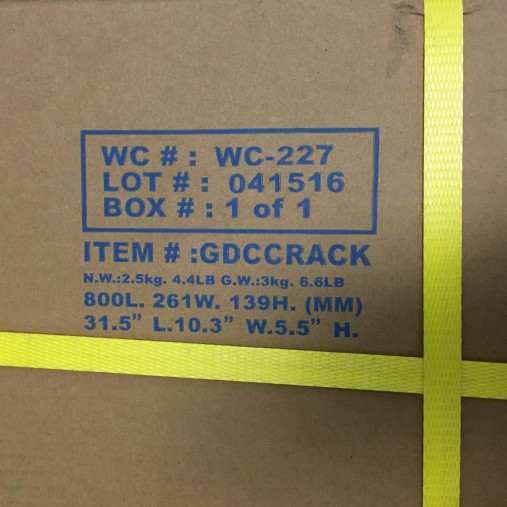 WC # : WC-227
LOT # : 041516
BOX # : 1 of 1
ITEM # :GDCCRACK
N.W.:2.5kg. 4.4LB G.W.:3kg. 6.6LB
800L. 261W. 139H. (MM)
31.5” L.10.3” W.5.5” H.